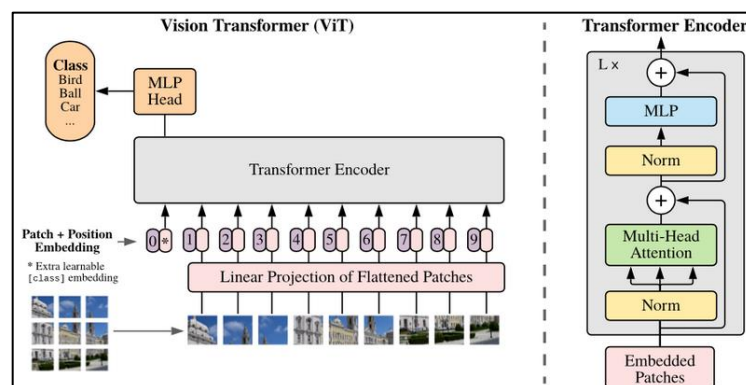 Vision Transformer (ViT)
Class
Bird
Ball
Car
...
MLP
Head
Transformer Encoder
Patch + Position
Embedding
0 * 1 2 3 4 5 6 7 8 9
* Extra learnable
[class] embedding
Linear Projection of Flattened Patches
Transformer Encoder
L x
+
MLP
Norm
+
Multi-Head
Attention
Norm
Embedded
Patches